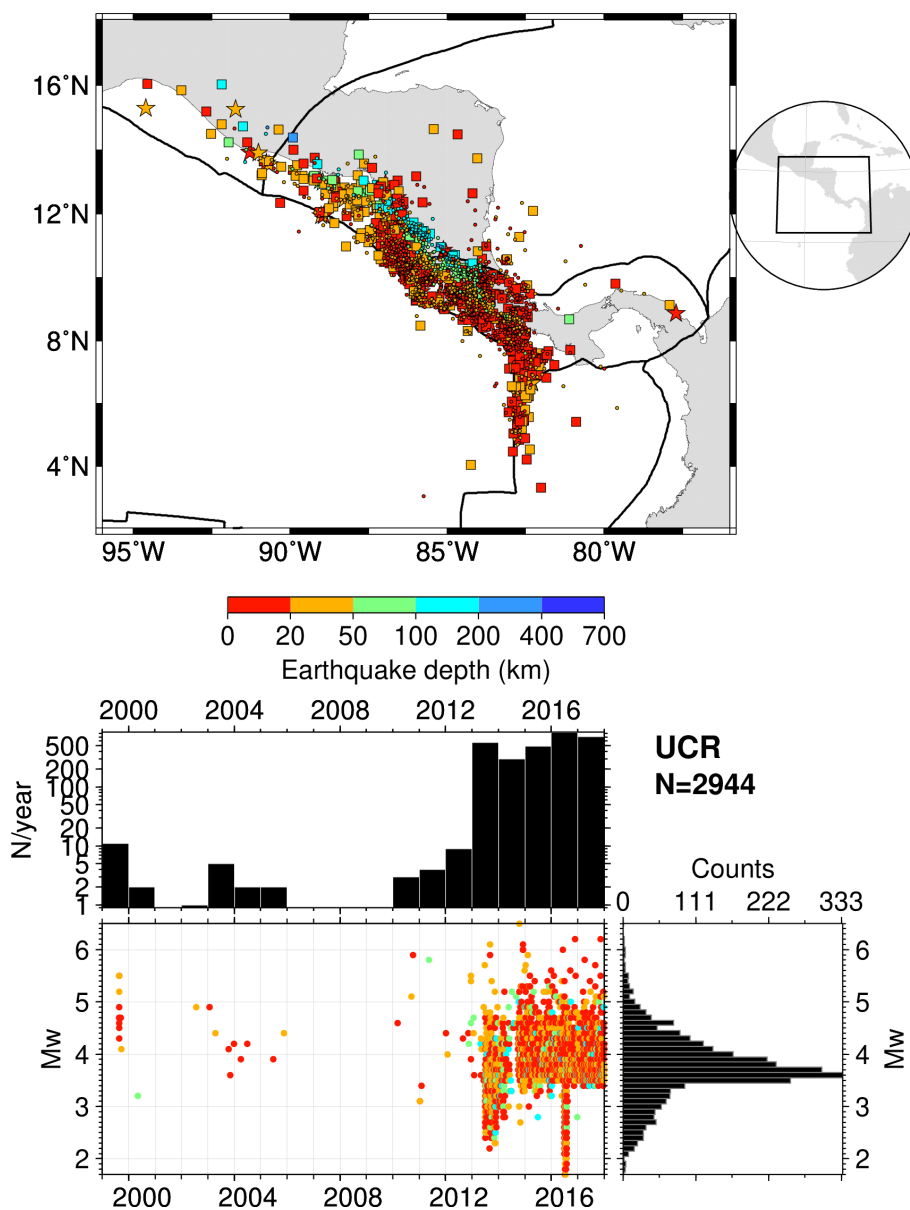 16°N
12°N
8°N
4°N
95°W 90°W 85°W 80°W
0 20 50 100 200 400 700
Earthquake depth (km)
2000 2004 2008 2012 2016
500
200
100
50
20
10
5
2
1
N/year
UCR
N=2944
Counts
0 111 222 333
6
5
4
3
2
Mw
6
5
4
3
2
Mw
2000 2004 2008 2012 2016